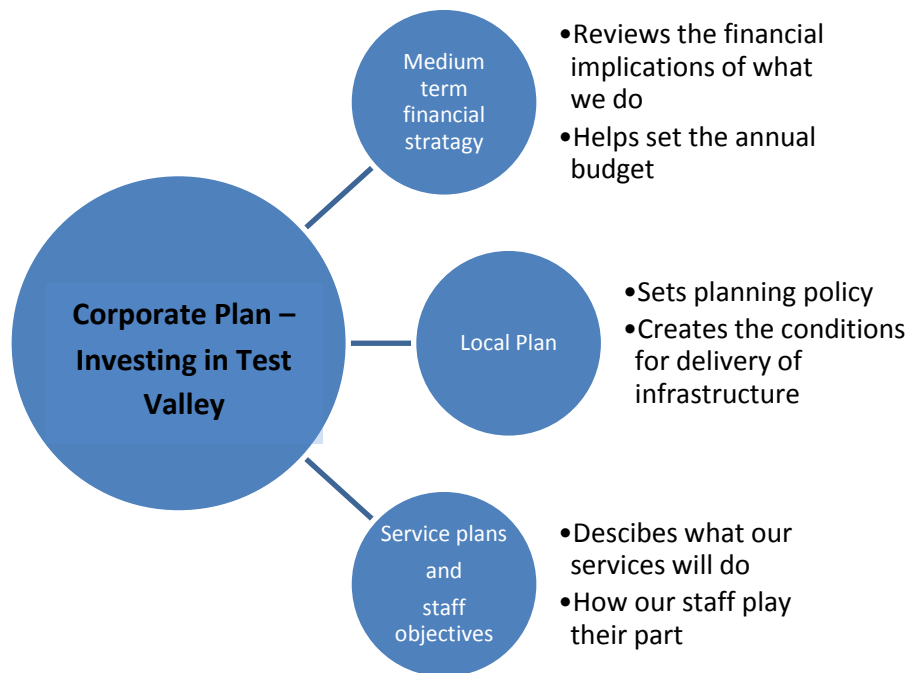 Corporate Plan –
Investing in Test
Valley
Medium
term
financial
stratagy
•Reviews the financial
implications of what
we do
•Helps set the annual
budget
Local Plan
•Sets planning policy
•Creates the conditions
for delivery of
infrastructure
Service plans
and
staff
objectives
•Descibes what our
services will do
•How our staff play
their part